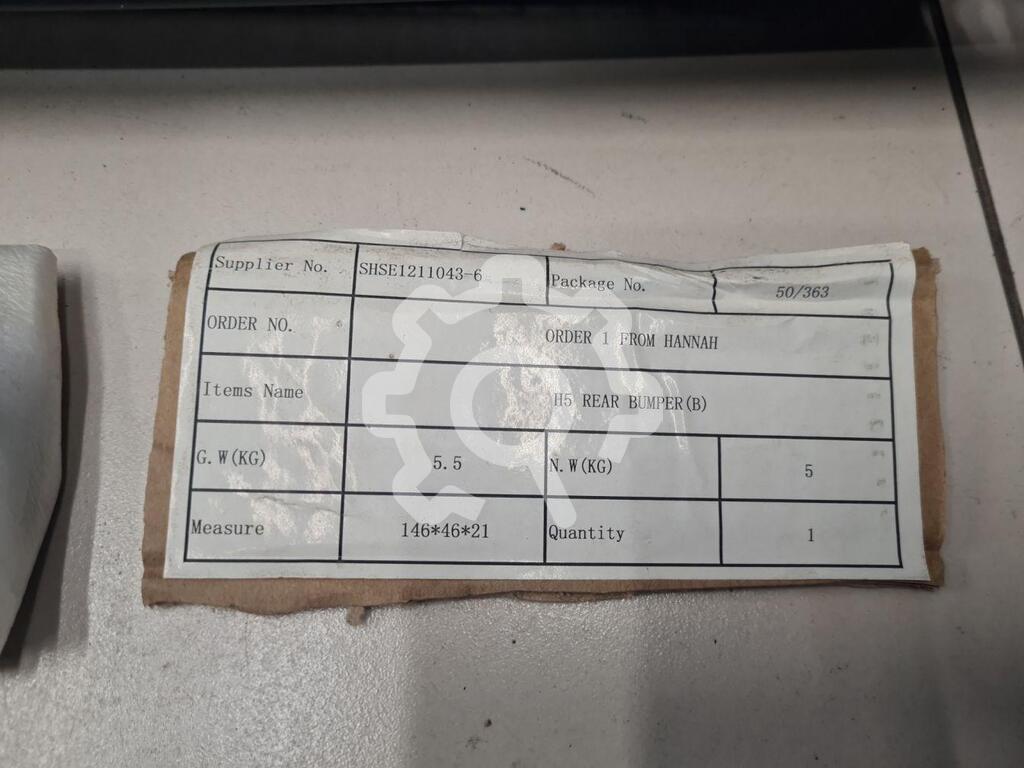 Supplier No. SHSE1211043-6 Package No. 50/363
ORDER NO. ORDER 1 FROM HANNAH
Items Name H5 REAR BUMPER(B)
G.W(KG) 5.5 N.W(KG) 5
Measure 146*46*21 Quantity 1